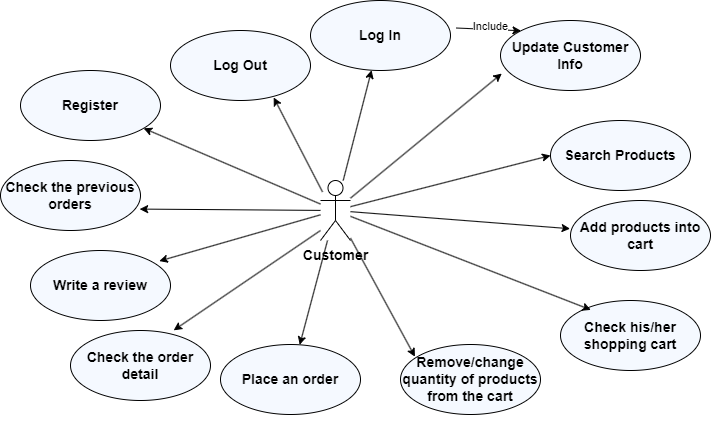 Log In
Include
Update Customer
Info
Log Out
Register
Search Products
Check the previous
orders
Add products into
cart
Customer
Write a review
Check his/her
shopping cart
Check the order
detail
Place an order
Remove/change
quantity of products
from the cart